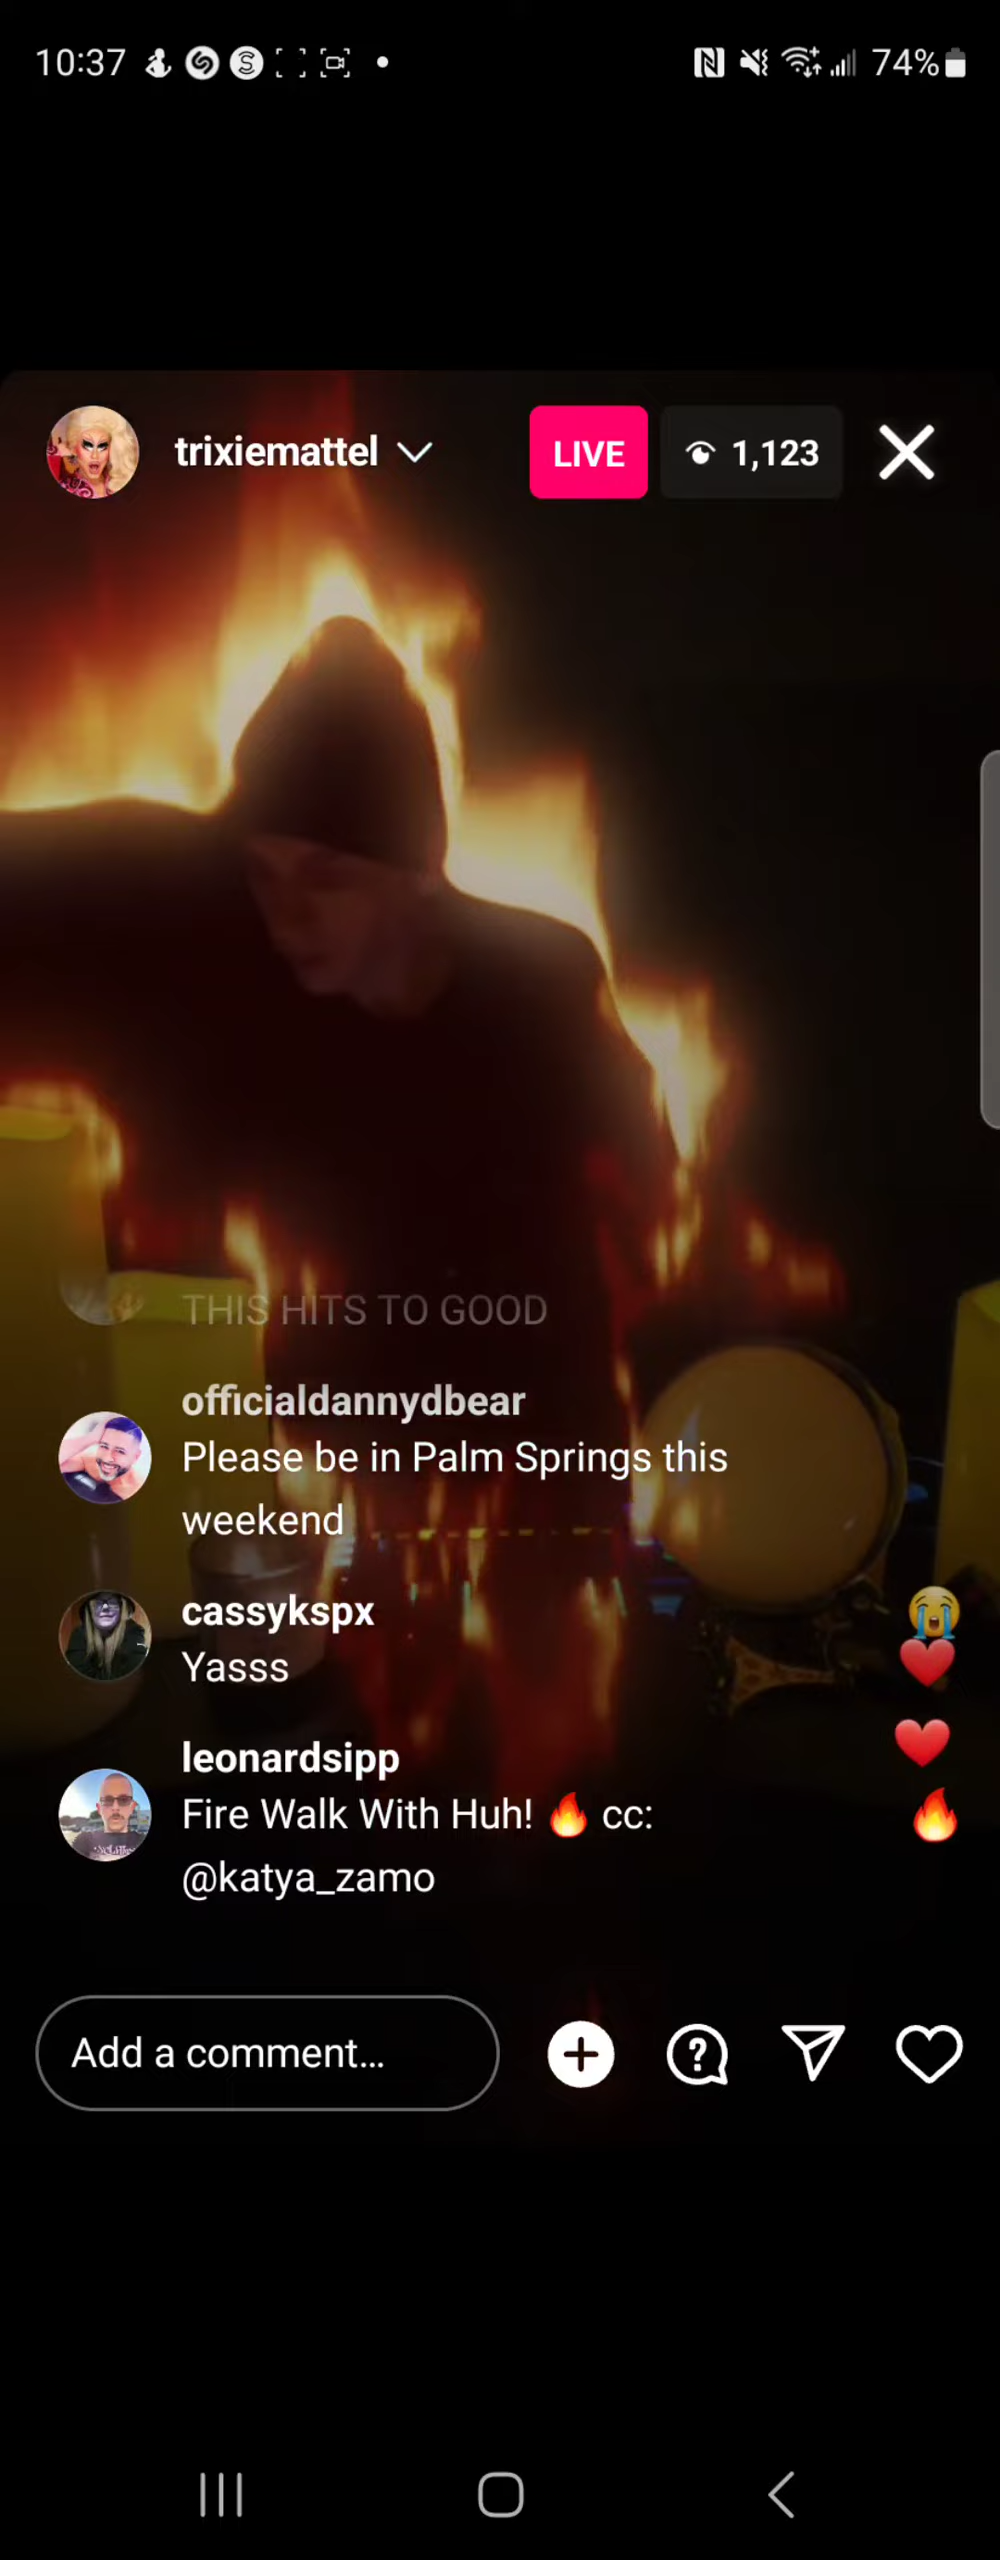 10:37
74%
trixiemattel
LIVE
1,123
THIS HITS TO GOOD
officialdannydbear
Please be in Palm Springs this
weekend
cassykspx
Yasss
leonardsipp
Fire Walk With Huh! 🔥 cc:
@katya_zamo
Add a comment...